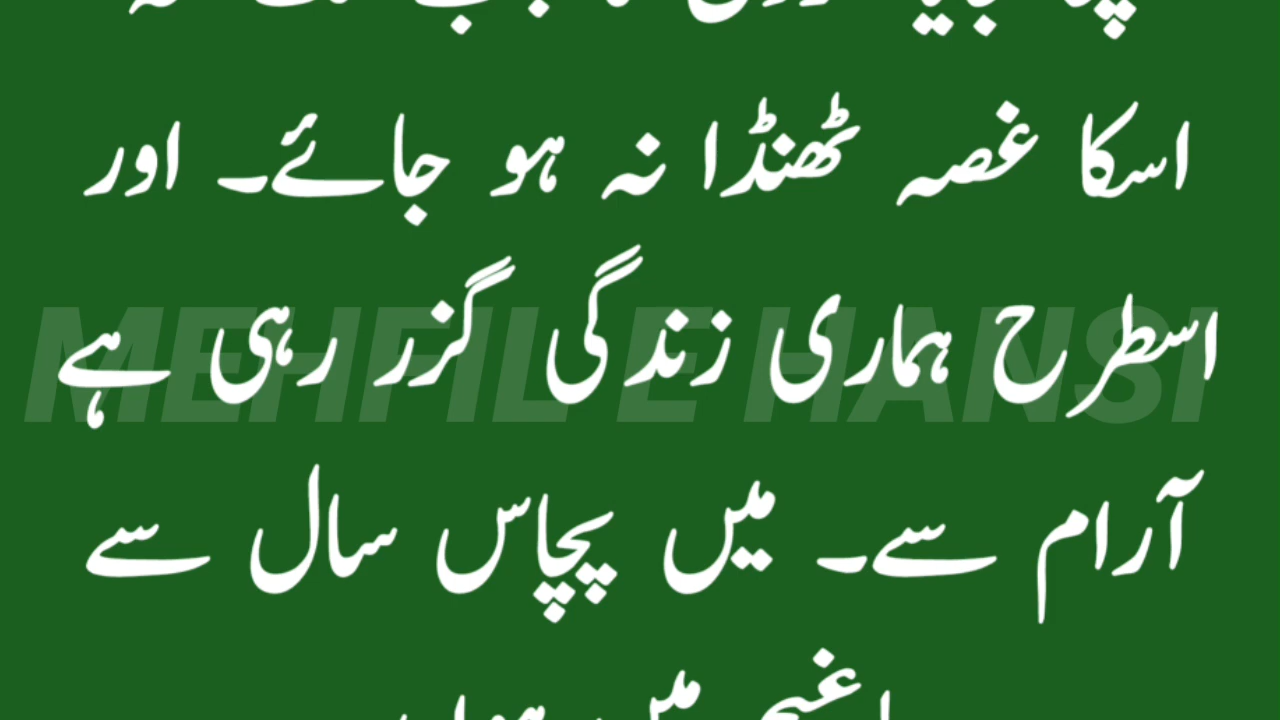 اسکا غصہ ٹھنڈا نہ ہو جائے۔ اور
اسطرح ہماری زندگی گزر رہی ہے
MEHFIL E HANSI
آرام سے۔ میں پچاس سال سے
میں